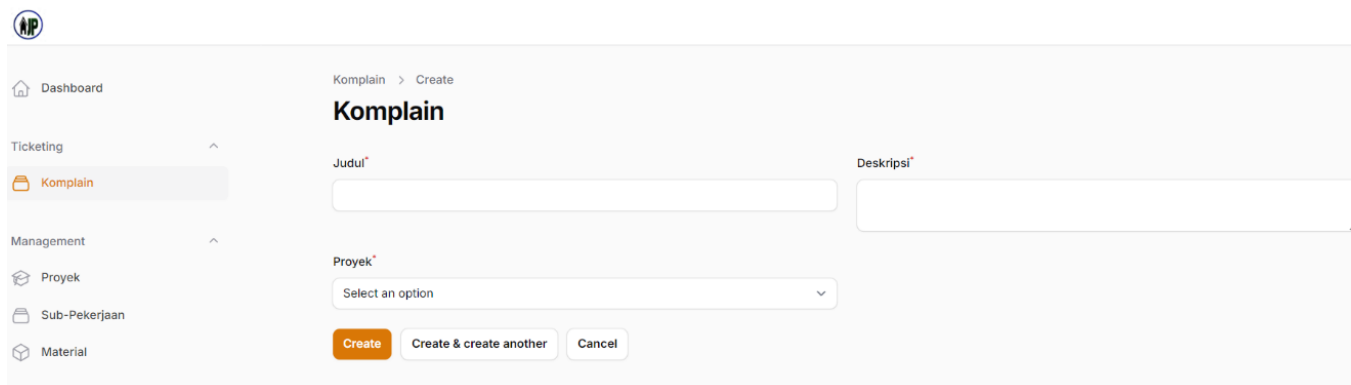 AJP
Dashboard
Ticketing
Komplain
Management
Proyek
Sub-Pekerjaan
Material
Komplain > Create
Komplain
Judul*
Deskripsi*
Proyek*
Select an option
Create
Create & create another
Cancel